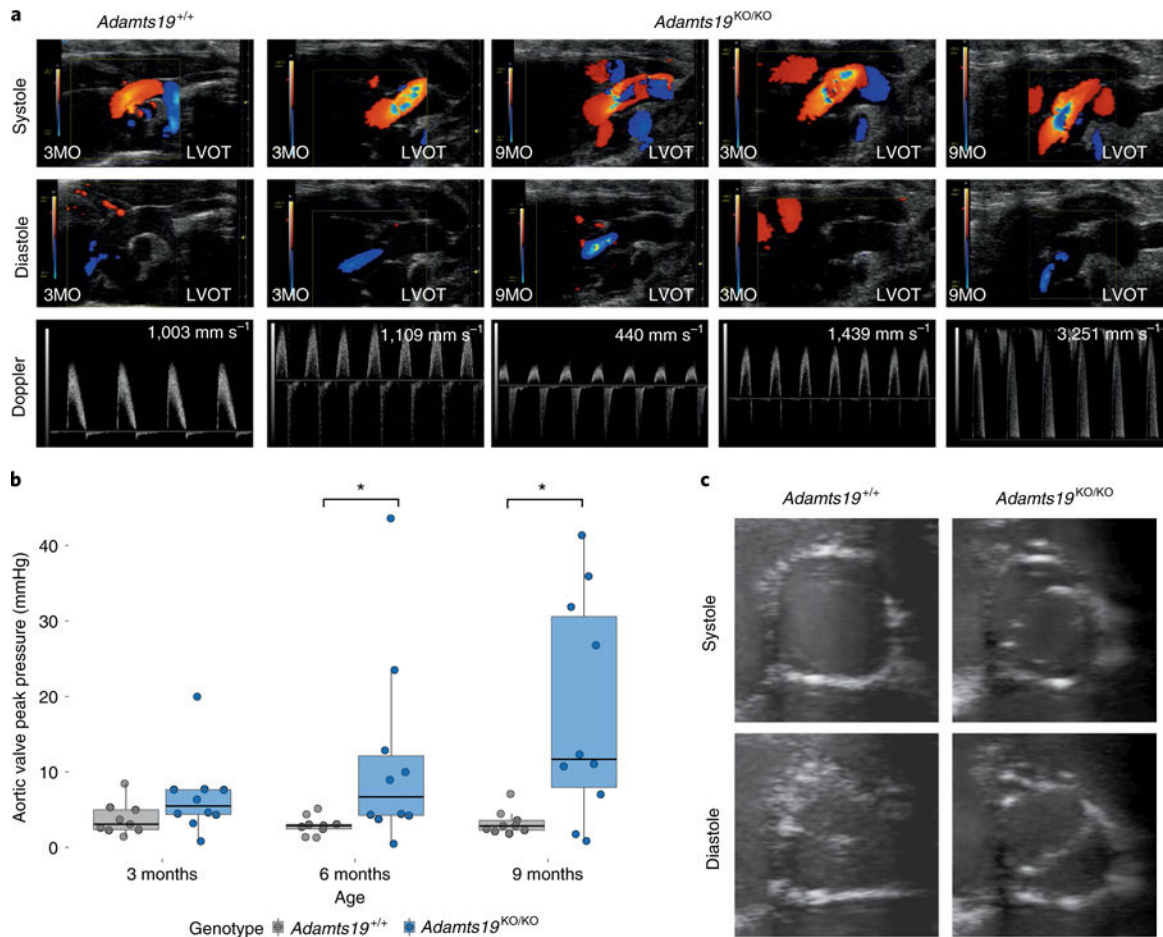 a
Adamts19+/+
Adamts19KO/KO
Systole
3MO LVOT
3MO LVOT
9MO LVOT
3MO LVOT
9MO LVOT
Diastole
3MO LVOT
3MO LVOT
9MO LVOT
3MO LVOT
9MO LVOT
Doppler
1,003 mm s−1
1,109 mm s−1
440 mm s−1
1,439 mm s−1
3,251 mm s−1
b
Aortic valve peak pressure (mmHg)
40
30
20
10
0
*
*
3 months
6 months
9 months
Age
Genotype Adamts19+/+ Adamts19KO/KO
c
Adamts19+/+
Adamts19KO/KO
Systole
Diastole